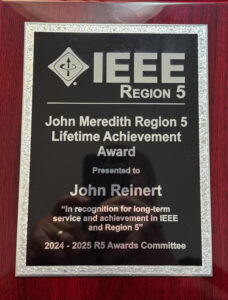 IEEE
REGION 5
John Meredith Region 5
Lifetime Achievement
Award
Presented to
John Reinert
"In recognition for long-term
service and achievement in IEEE
and Region 5"
2024 - 2025 R5 Awards Committee